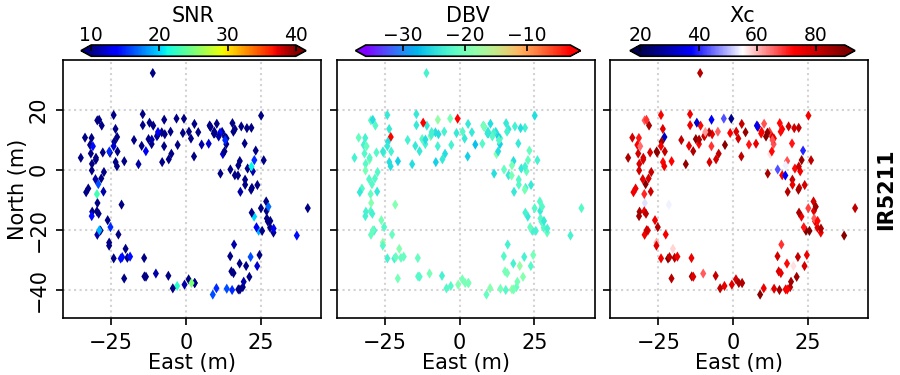 SNR DBV Xc
10 20 30 40 −30 −20 −10 20 40 60 80
20
0
−20
−40
North (m)
−25 0 25 −25 0 25 −25 0 25
East (m) East (m) East (m)
IR5211